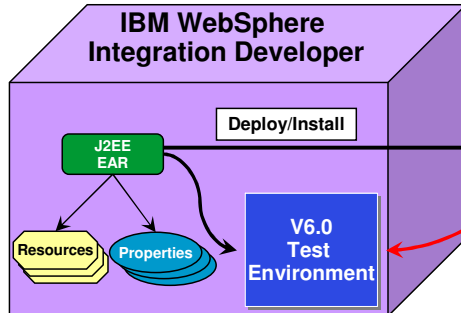 IBM WebSphere
Integration Developer
Deploy/Install
J2EE
EAR
Resources
Properties
V6.0
Test
Environment